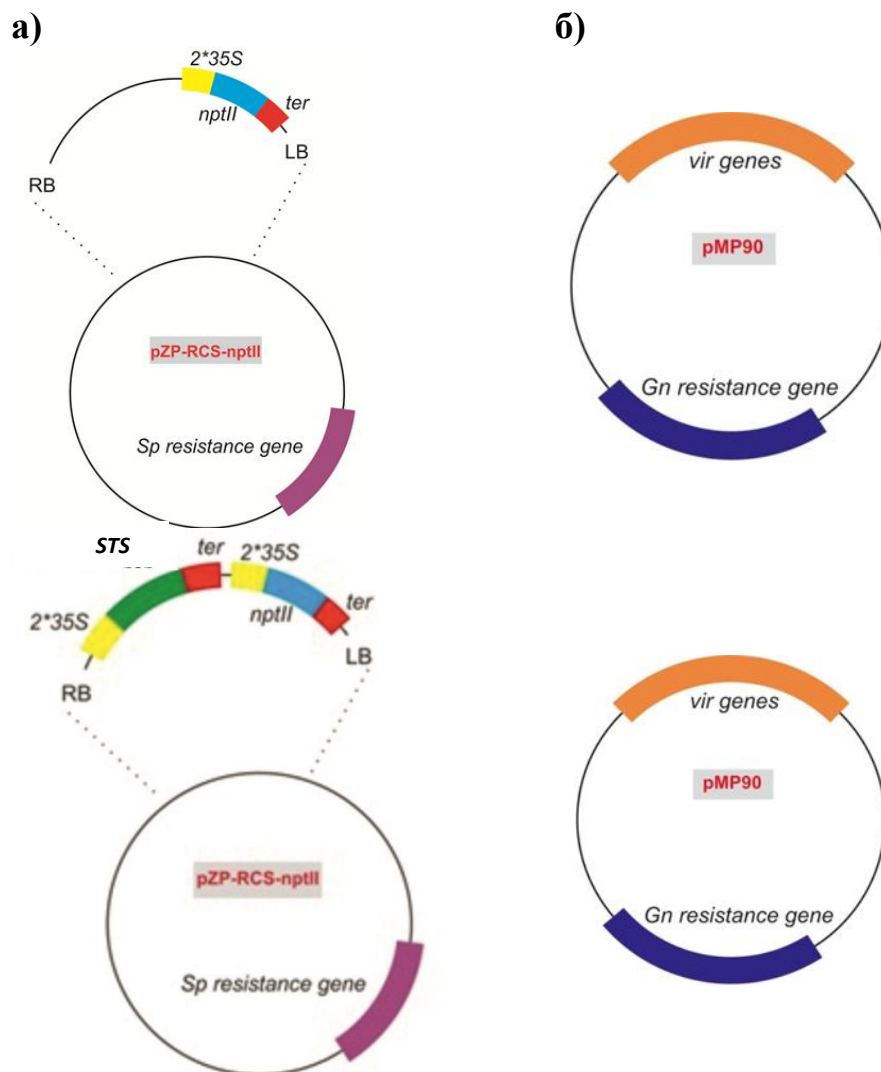 а)
б)
2*35S
nptII
ter
LB
RB
pZP-RCS-nptII
Sp resistance gene
vir genes
pMP90
Gn resistance gene
STS
ter
2*35S
2*35S
nptII
ter
LB
RB
pZP-RCS-nptII
Sp resistance gene
vir genes
pMP90
Gn resistance gene